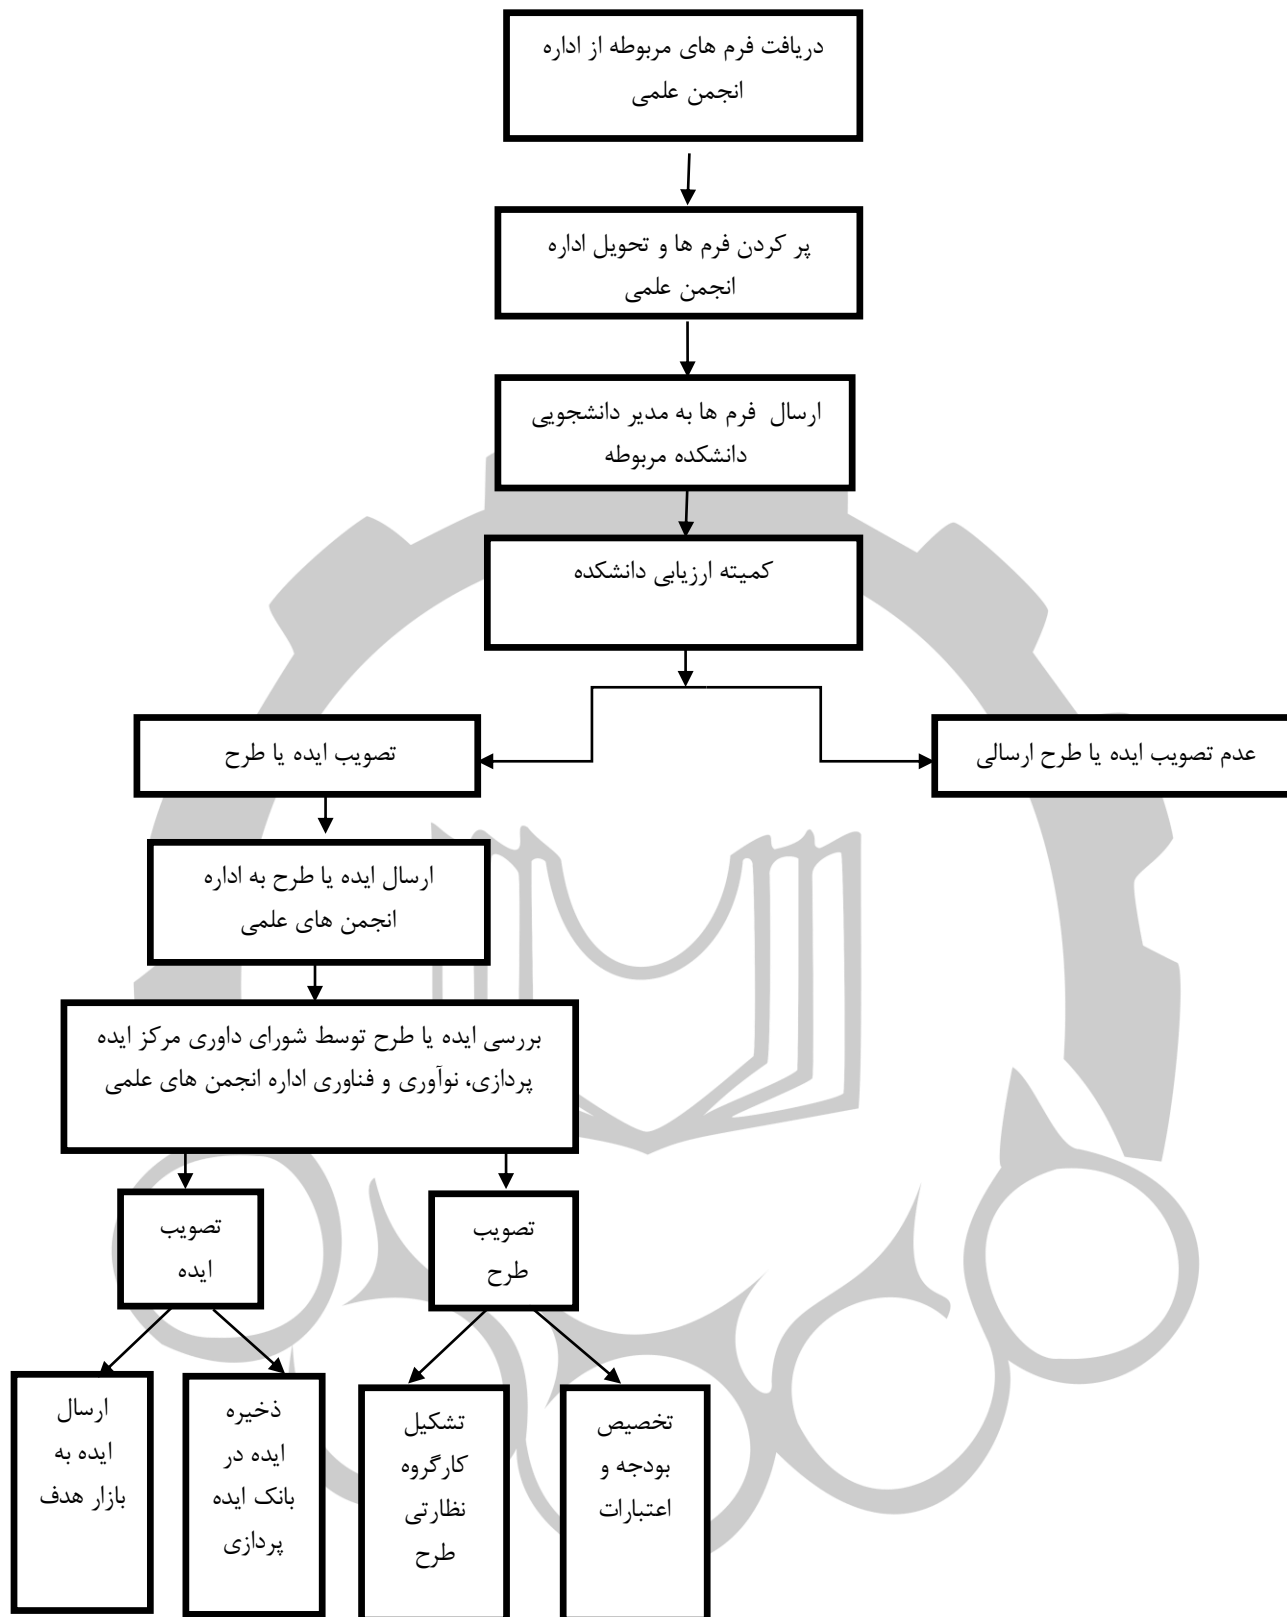 دریافت فرم های مربوطه از اداره
انجمن علمی
پر کردن فرم ها و تحویل اداره
انجمن علمی
ارسال  فرم ها به مدیر دانشجویی
دانشکده مربوطه
کمیته ارزیابی دانشکده
عدم تصویب ایده یا طرح ارسالی
تصویب ایده یا طرح
ارسال ایده یا طرح به اداره
انجمن های علمی
بررسی ایده یا طرح توسط شورای داوری مرکز ایده
پردازی، نوآوری و فناوری اداره انجمن های علمی
تصویب
طرح
تصویب
ایده
تخصیص
بودجه و
اعتبارات
تشکیل
کارگروه
نظارتی
طرح
ذخیره
ایده در
بانک ایده
پردازی
ارسال
ایده به
بازار هدف